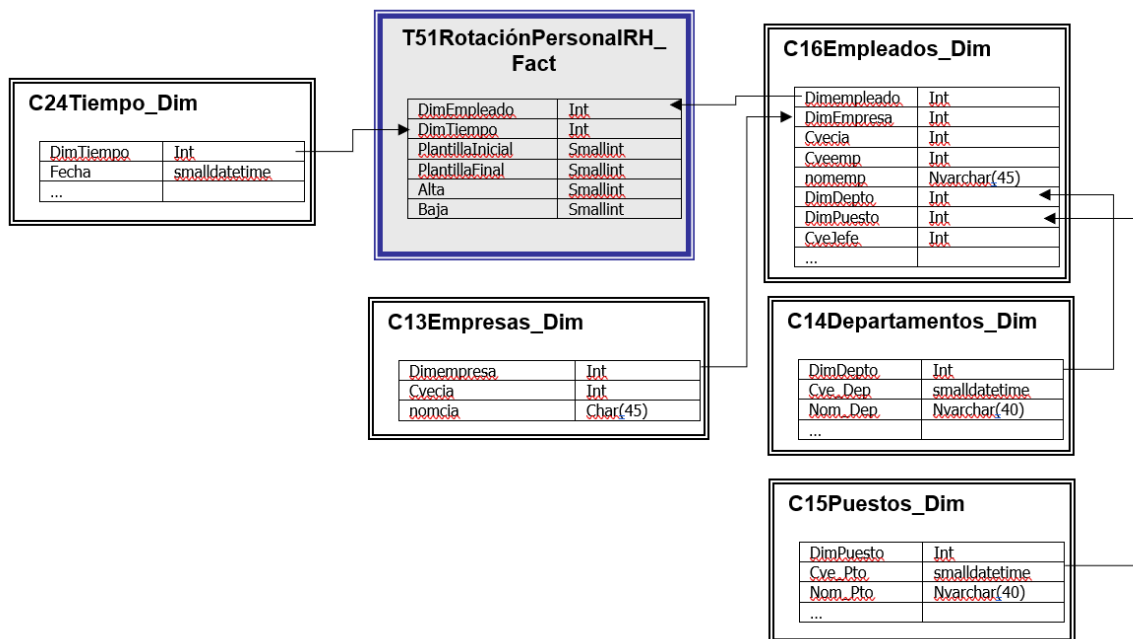 T51RotaciónPersonalRH_
Fact
DimEmpleado Int
DimTiempo Int
PlantillaInicial Smallint
PlantillaFinal Smallint
Alta Smallint
Baja Smallint
C16Empleados_Dim
Dimempleado Int
DimEmpresa Int
Cvecia Int
Cveemp Int
nomemp Nvarchar(45)
DimDepto Int
DimPuesto Int
CveJefe Int
...
C24Tiempo_Dim
DimTiempo Int
Fecha smalldatetime
...
C13Empresas_Dim
Dimempresa Int
Cvecia Int
nomcia Char(45)
C14Departamentos_Dim
DimDepto Int
Cve_Dep smalldatetime
Nom_Dep Nvarchar(40)
...
C15Puestos_Dim
DimPuesto Int
Cve_Pto smalldatetime
Nom_Pto Nvarchar(40)
...